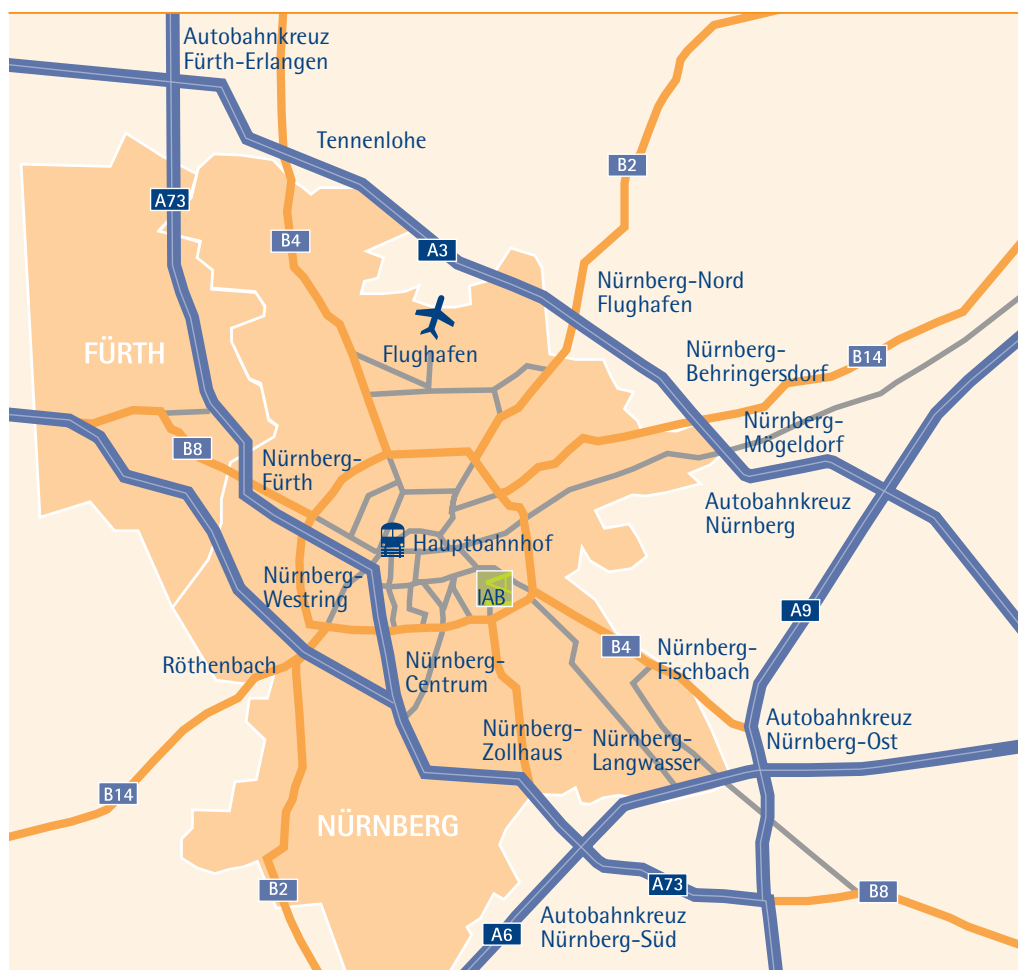 Autobahnkreuz
Fürth-Erlangen
Tennenlohe
B2
A73
B4
A3
Nürnberg-Nord
Flughafen
Flughafen
FÜRTH
Nürnberg-
Behringersdorf
B14
Nürnberg-
Mögeldorf
B8
Nürnberg-
Fürth
Autobahnkreuz
Nürnberg
Hauptbahnhof
Nürnberg-
Westring
IAB
A9
B4
Nürnberg-
Fischbach
Röthenbach
Nürnberg-
Centrum
Autobahnkreuz
Nürnberg-Ost
Nürnberg-
Zollhaus
Nürnberg-
Langwasser
B14
NÜRNBERG
B2
A73
B8
A6
Autobahnkreuz
Nürnberg-Süd